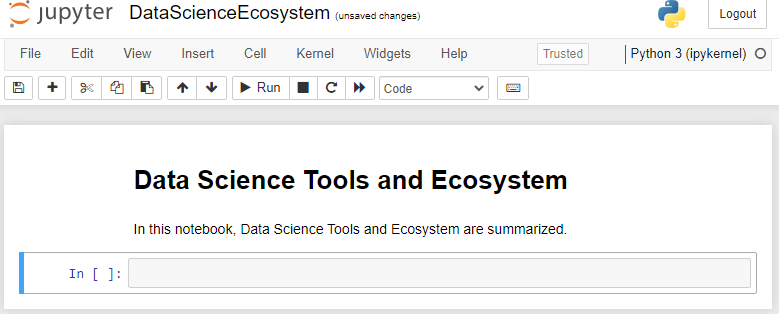 jupyter DataScienceEcosystem (unsaved changes) Logout
File Edit View Insert Cell Kernel Widgets Help Trusted Python 3 (ipykernel)
Run Code
Data Science Tools and Ecosystem
In this notebook, Data Science Tools and Ecosystem are summarized.
In [ ]: